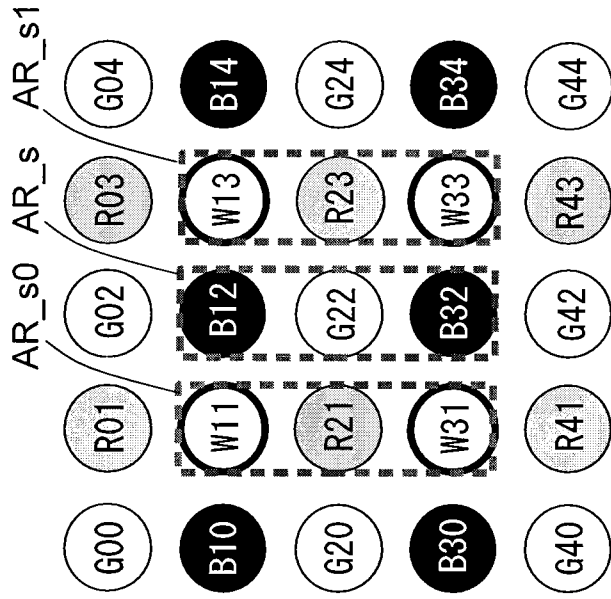 AR_s0 AR_s AR_s1
G00 R01 G02 R03 G04
B10 W11 B12 W13 B14
G20 R21 G22 R23 G24
B30 W31 B32 W33 B34
G40 R41 G42 R43 G44